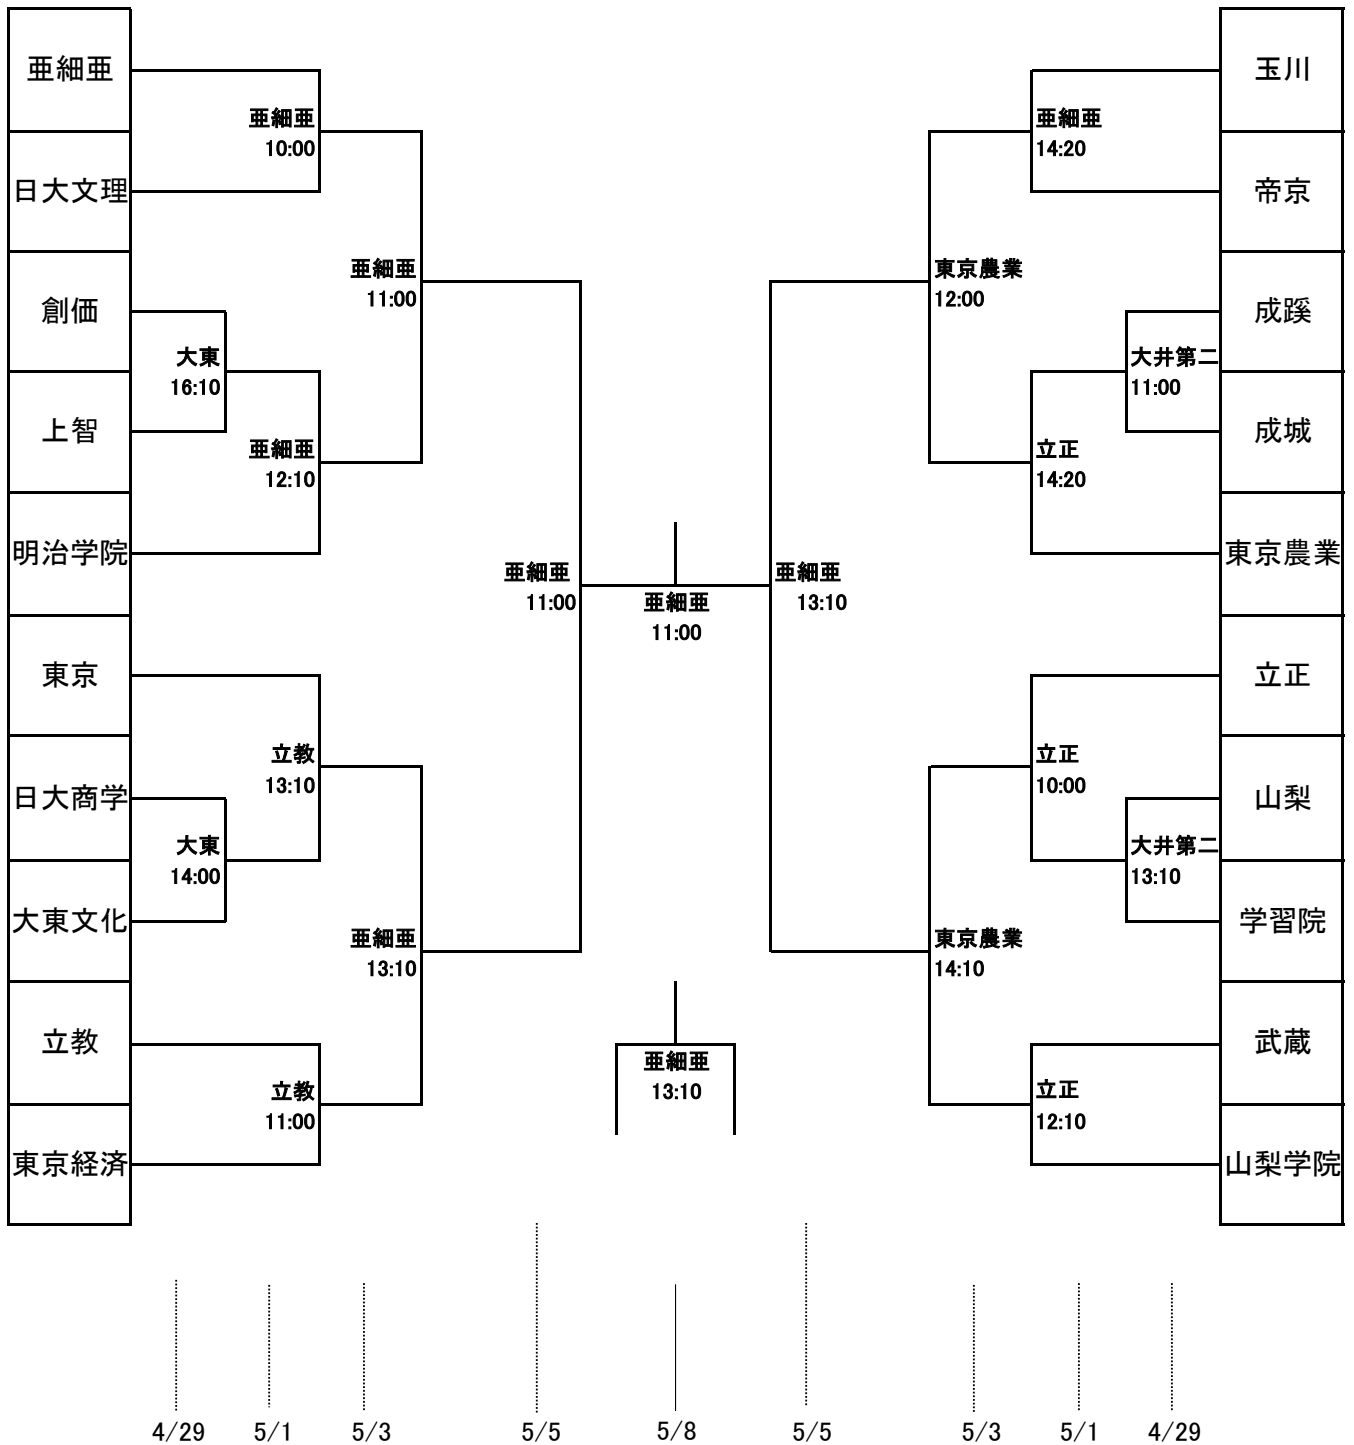 亜細亜
日大文理
創価
上智
明治学院
東京
日大商学
大東文化
立教
東京経済
大東
16:10
大東
14:00
亜細亜
10:00
亜細亜
12:10
立教
13:10
立教
11:00
亜細亜
11:00
亜細亜
13:10
亜細亜
11:00
亜細亜
11:00
亜細亜
13:10
亜細亜
13:10
東京農業
12:00
東京農業
14:10
亜細亜
14:20
立正
14:20
立正
10:00
立正
12:10
大井第二
11:00
大井第二
13:10
玉川
帝京
成蹊
成城
東京農業
立正
山梨
学習院
武蔵
山梨学院
4/29
5/1
5/3
5/5
5/8
5/5
5/3
5/1
4/29